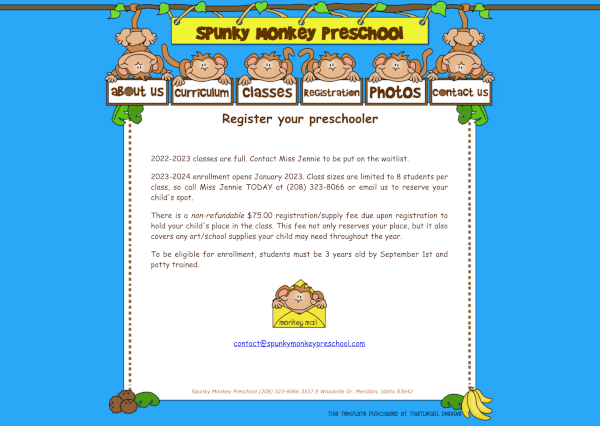 Spunky Monkey Preschool
about us
Curriculum
Classes
Registration
Photos
Contact us
Register your preschooler
2022-2023 classes are full. Contact Miss Jennie to be put on the waitlist.
2023-2024 enrollment opens January 2023. Class sizes are limited to 8 students per
class, so call Miss Jennie TODAY at (208) 323-8066 or email us to reserve your
child's spot.
There is a non-refundable $75.00 registration/supply fee due upon registration to
hold your child's place in the class. This fee not only reserves your place, but it also
covers any art/school supplies your child may need throughout the year.
To be eligible for enrollment, students must be 3 years old by September 1st and
potty trained.
monkey mail
contact@spunkymonkeypreschool.com
Spunky Monkey Preschool (208) 323-8066 3537 E Woodville Dr. Meridian, Idaho 83642
This template purchased at ThatLilGirl Designs